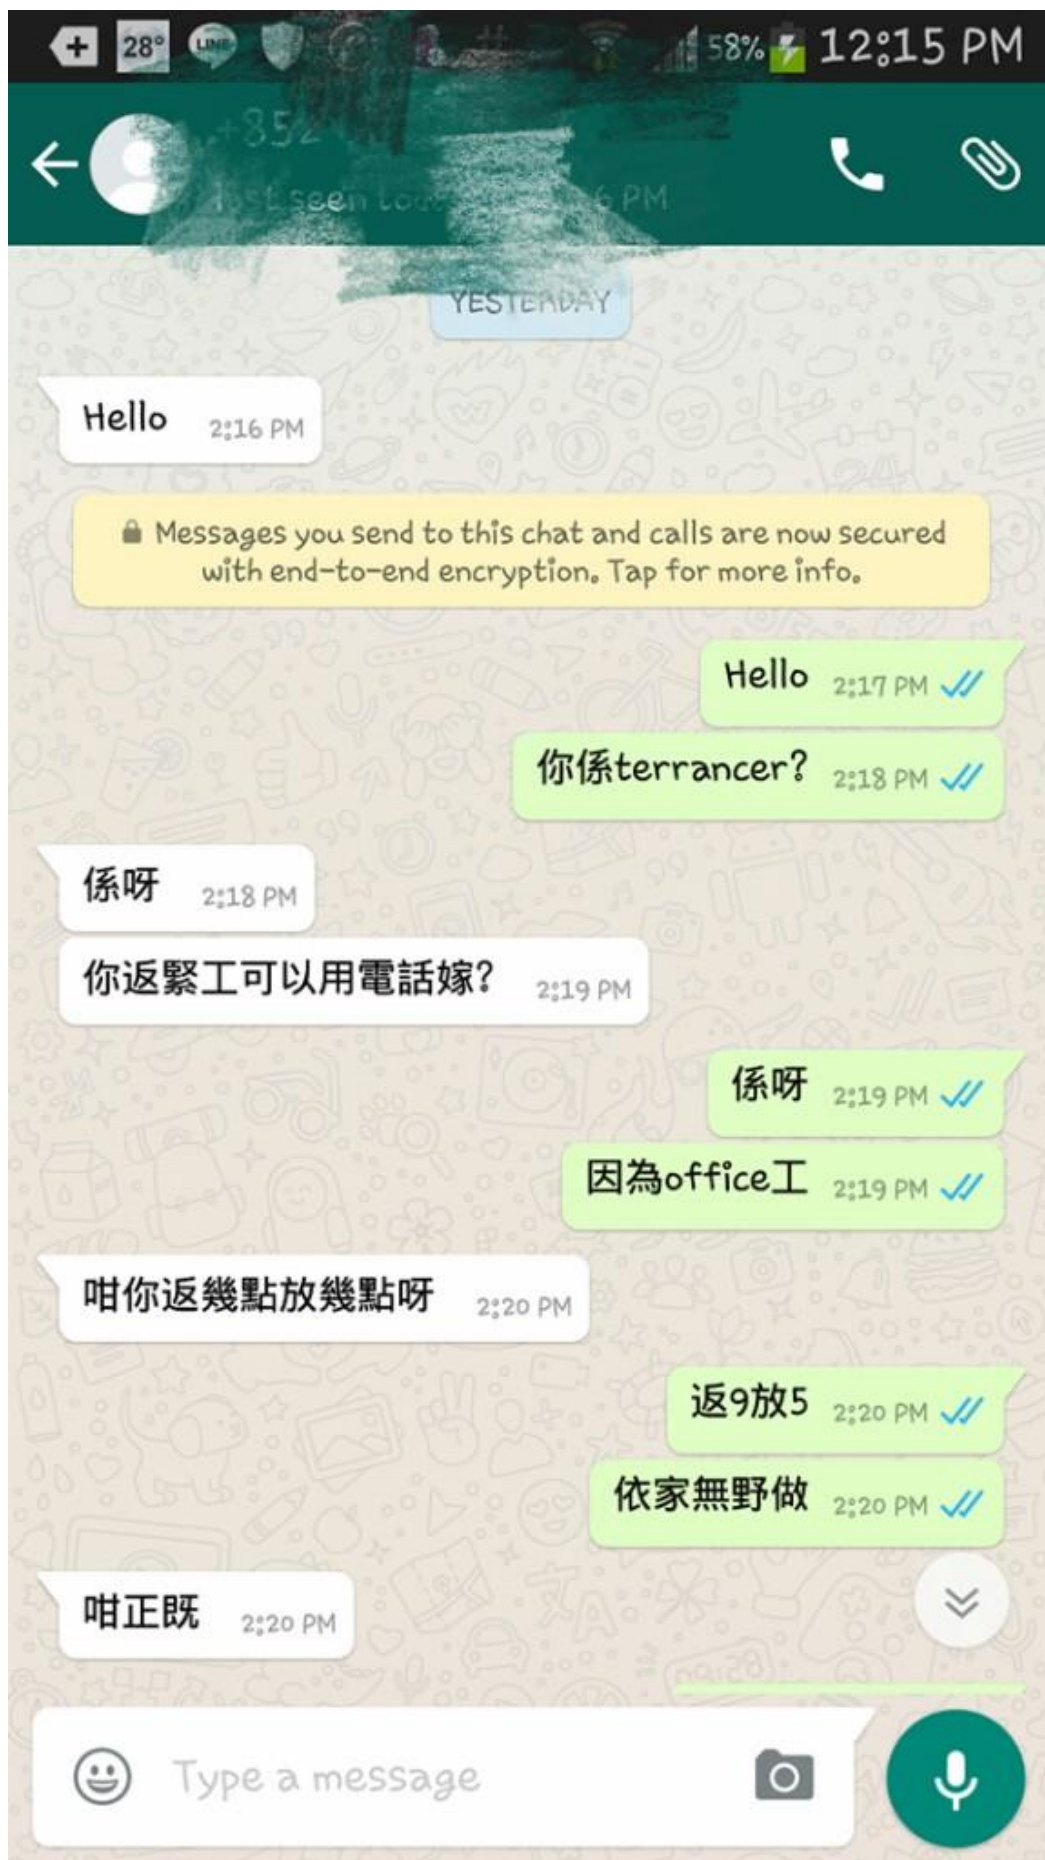 28°
LINE
58%
12:15 PM
+852
last seen
6 PM
YESTERDAY
Hello 2:16 PM
Messages you send to this chat and calls are now secured
with end-to-end encryption. Tap for more info.
Hello 2:17 PM
你係terrancer? 2:18 PM
係呀 2:18 PM
你返緊工可以用電話嫁? 2:19 PM
係呀 2:19 PM
因為office工 2:19 PM
咁你返幾點放幾點呀 2:20 PM
返9放5 2:20 PM
依家無野做 2:20 PM
咁正既 2:20 PM
Type a message